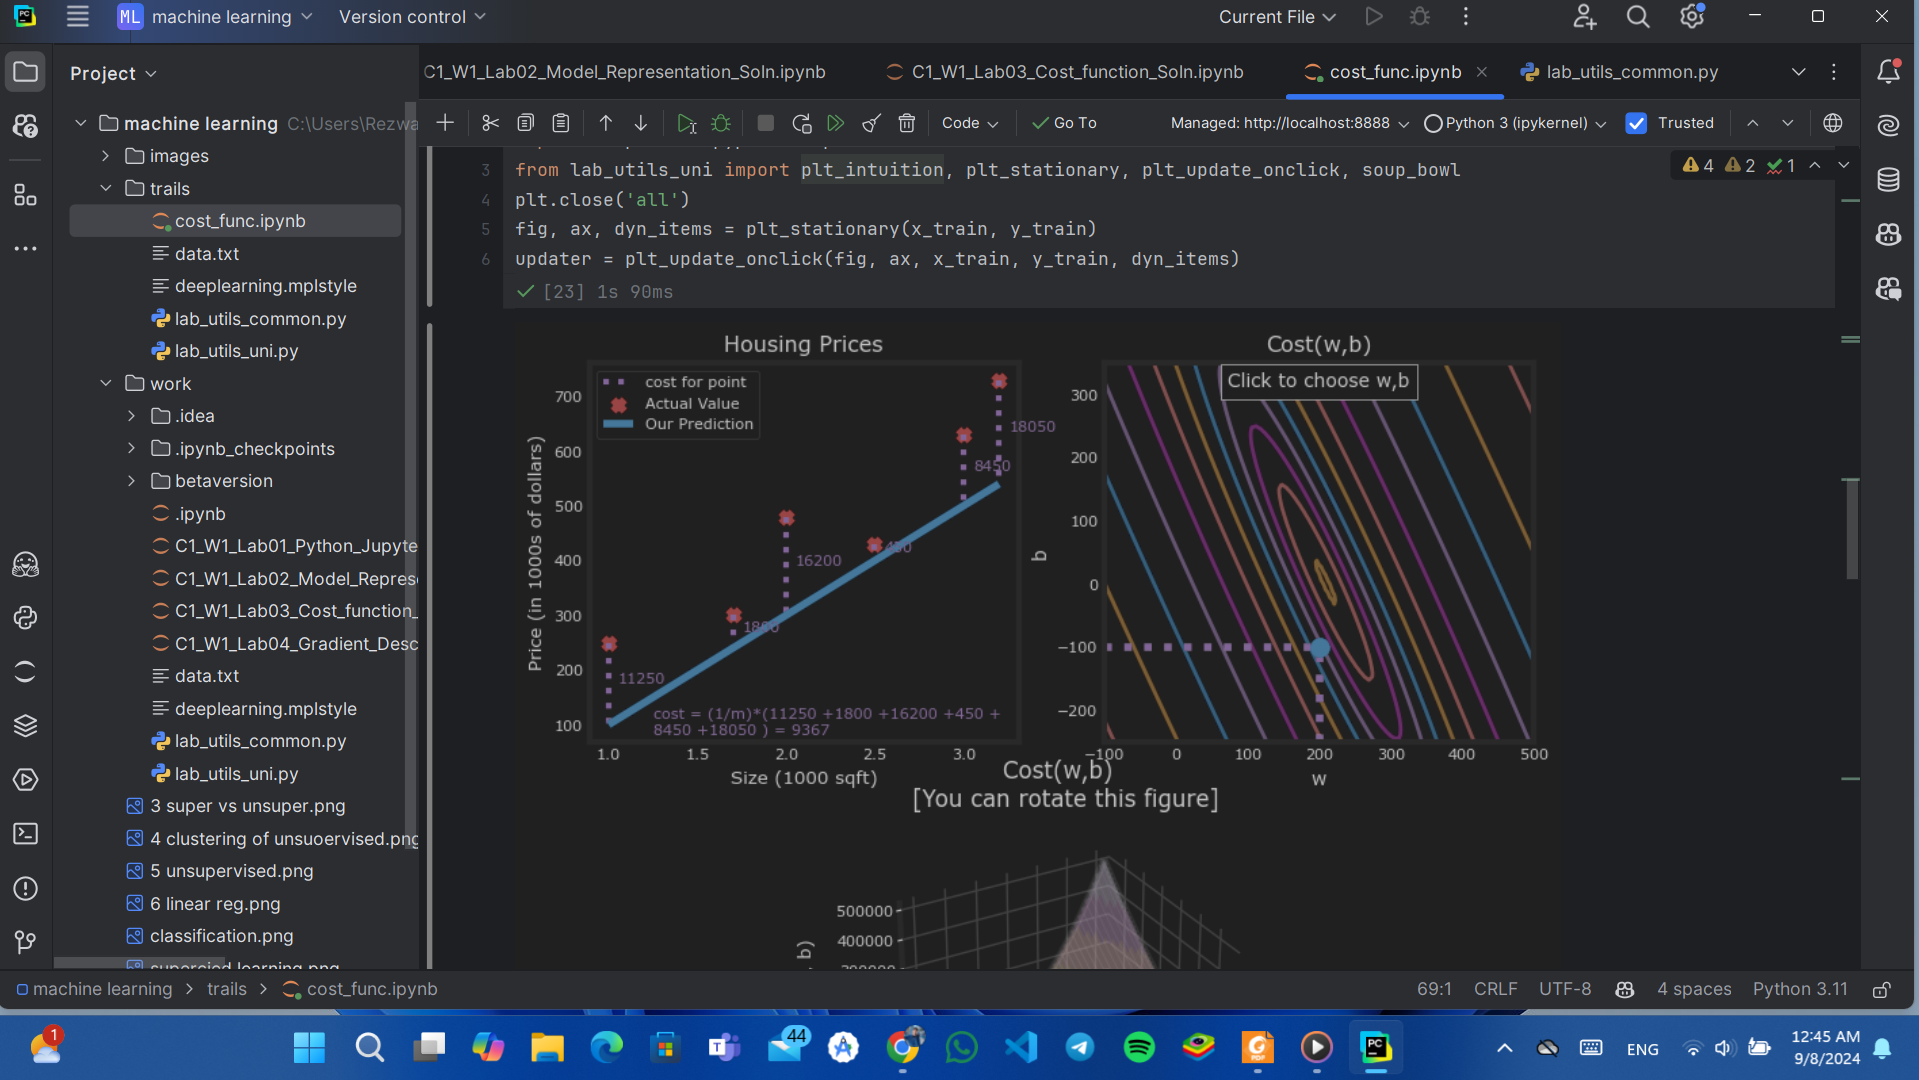 ML machine learning Version control Current File
Project
C1_W1_Lab02_Model_Representation_Soln.ipynb C1_W1_Lab03_Cost_function_Soln.ipynb cost_func.ipynb lab_utils_common.py
Code Go To Managed: http://localhost:8888 Python 3 (ipykernel) Trusted
machine learning C:\Users\Rezwa
images
trails
cost_func.ipynb
data.txt
deeplearning.mplstyle
lab_utils_common.py
lab_utils_uni.py
work
.idea
.ipynb_checkpoints
betaversion
.ipynb
C1_W1_Lab01_Python_Jupyte
C1_W1_Lab02_Model_Repres
C1_W1_Lab03_Cost_function_
C1_W1_Lab04_Gradient_Desc
data.txt
deeplearning.mplstyle
lab_utils_common.py
lab_utils_uni.py
3 super vs unsuper.png
4 clustering of unsuoervised.png
5 unsupervised.png
6 linear reg.png
classification.png
3 from lab_utils_uni import plt_intuition, plt_stationary, plt_update_onclick, soup_bowl
4 plt.close('all')
5 fig, ax, dyn_items = plt_stationary(x_train, y_train)
6 updater = plt_update_onclick(fig, ax, x_train, y_train, dyn_items)
4 2 1
[23] 1s 90ms
Housing Prices
cost for point
Actual Value
Our Prediction
700
600
500
400
300
200
100
Price (in 1000s of dollars)
18050
8450
450
16200
1800
11250
cost = (1/m)*(11250 +1800 +16200 +450 +
8450 +18050 ) = 9367
1.0 1.5 2.0 2.5 3.0
Size (1000 sqft)
Cost(w,b)
Click to choose w,b
300
200
100
0
−100
−200
b
−100 0 100 200 300 400 500
w
Cost(w,b)
[You can rotate this figure]
500000
400000
b)
machine learning > trails > cost_func.ipynb
69:1 CRLF UTF-8 4 spaces Python 3.11
1
44
ENG
12:45 AM
9/8/2024